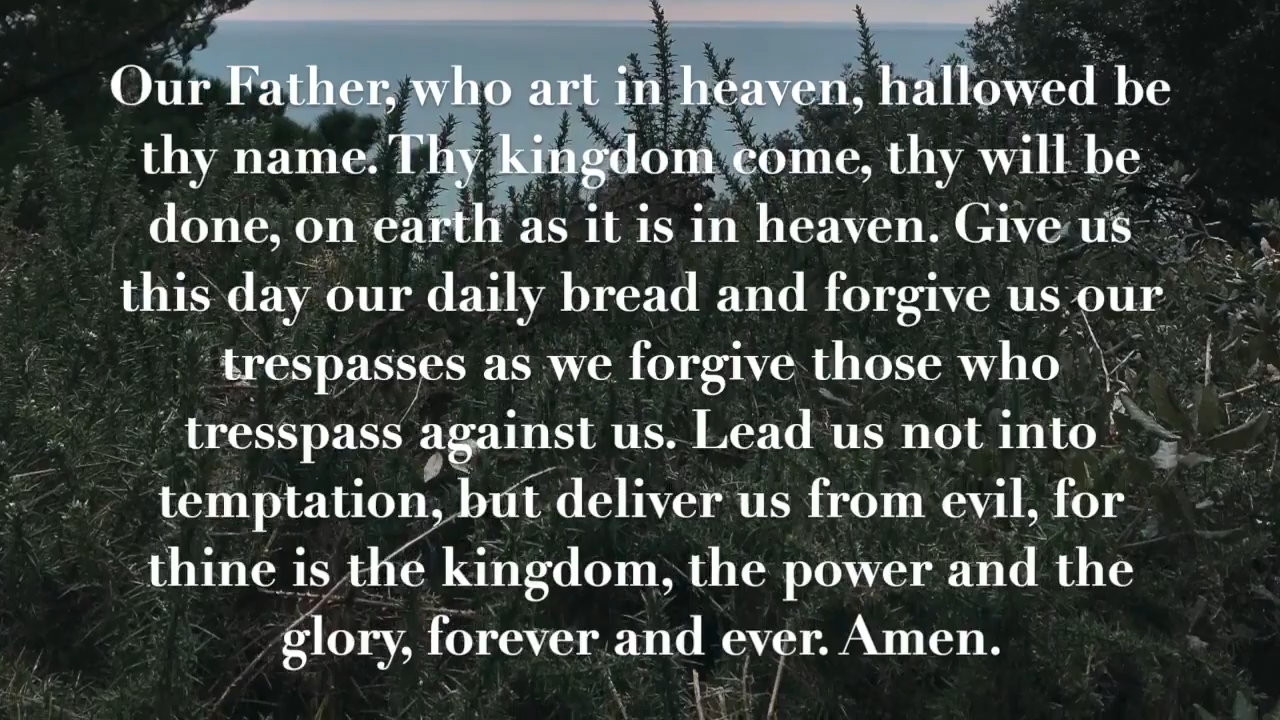 Our Father, who art in heaven, hallowed be
thy name. Thy kingdom come, thy will be
done, on earth as it is in heaven. Give us
this day our daily bread and forgive us our
trespasses as we forgive those who
tresspass against us. Lead us not into
temptation, but deliver us from evil, for
thine is the kingdom, the power and the
glory, forever and ever. Amen.